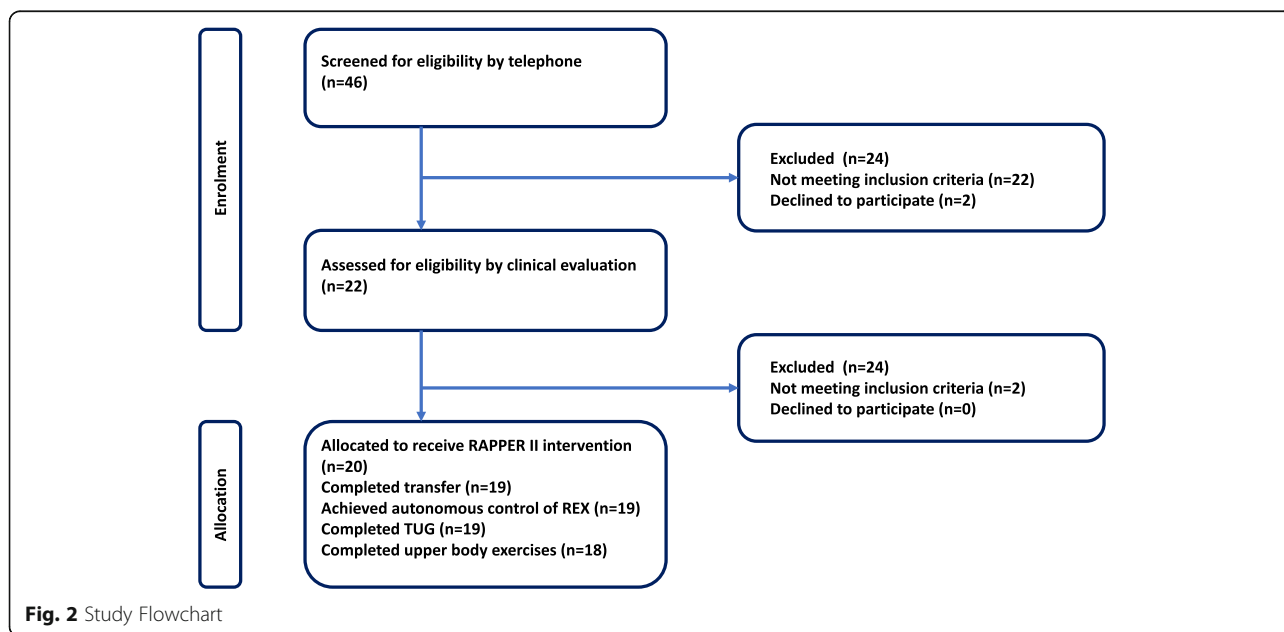 Enrolment
Screened for eligibility by telephone
(n=46)
Excluded (n=24)
Not meeting inclusion criteria (n=22)
Declined to participate (n=2)
Assessed for eligibility by clinical evaluation
(n=22)
Excluded (n=24)
Not meeting inclusion criteria (n=2)
Declined to participate (n=0)
Allocation
Allocated to receive RAPPER II intervention
(n=20)
Completed transfer (n=19)
Achieved autonomous control of REX (n=19)
Completed TUG (n=19)
Completed upper body exercises (n=18)
Fig. 2 Study Flowchart